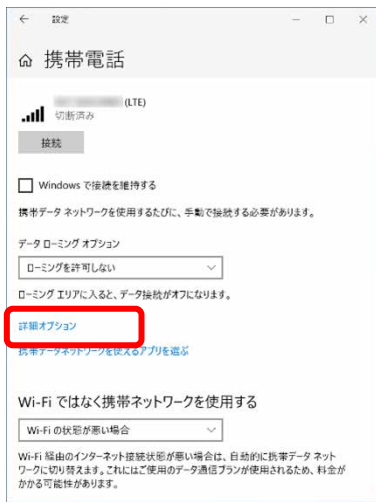 設定
携帯電話
(LTE)
切断済み
接続
Windows で接続を維持する
携帯データ ネットワークを使用するたびに、手動で接続する必要があります。
データ ローミング オプション
ローミングを許可しない
ローミング エリアに入ると、データ接続がオフになります。
詳細オプション
携帯データネットワークを使えるアプリを選ぶ
Wi-Fi ではなく携帯ネットワークを使用する
Wi-Fi の状態が悪い場合
Wi-Fi 経由のインターネット接続状態が悪い場合は、自動的に携帯データ ネット
ワークに切り替えます。これにはご使用のデータ通信プランが使用されるため、料金が
かかる可能性があります。